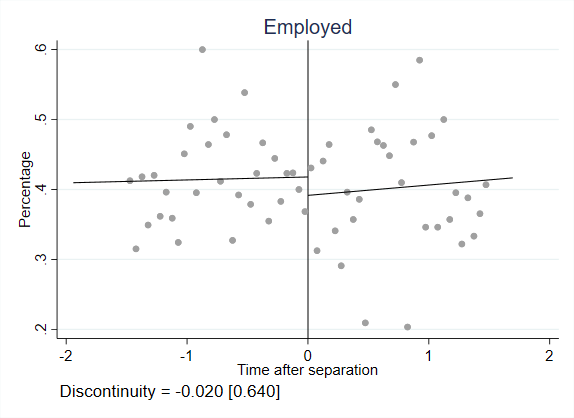 Employed
Percentage
.6
.5
.4
.3
.2
-2 -1 0 1 2
Time after separation
Discontinuity = -0.020 [0.640]